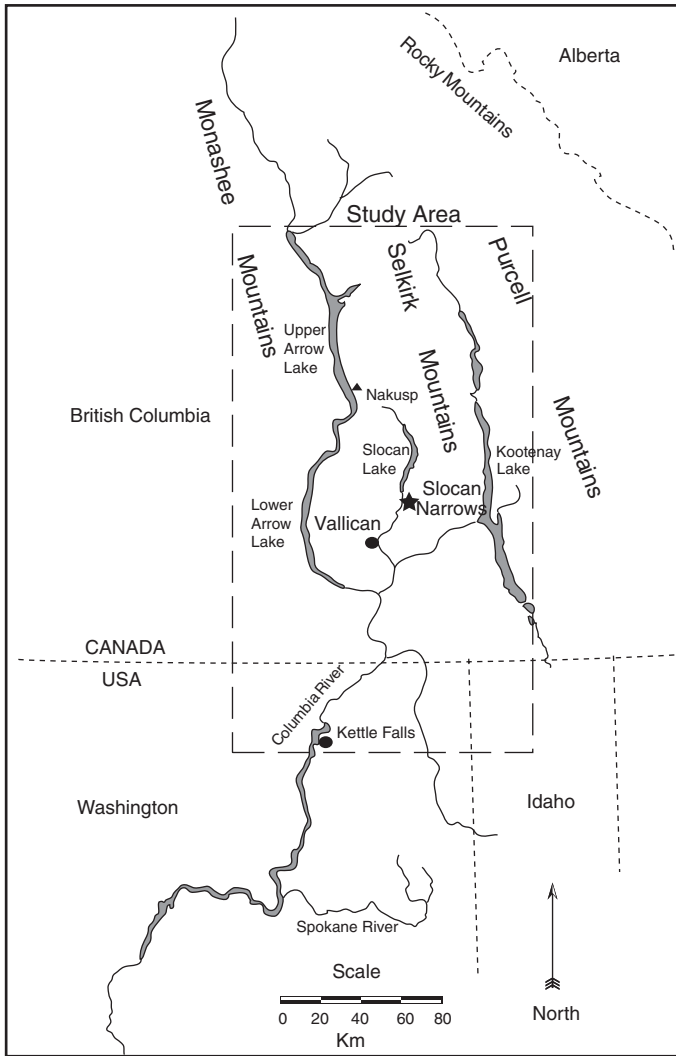 Alberta
Rocky Mountains
Monashee
Mountains
Study Area
Selkirk
Mountains
Purcell
Mountains
Upper
Arrow
Lake
Nakusp
British Columbia
Slocan
Lake
Kootenay
Lake
Slocan
Narrows
Lower
Arrow
Lake
Vallican
CANADA
USA
Columbia River
Kettle Falls
Washington
Idaho
Spokane River
Scale
0 20 40 60 80
Km
North